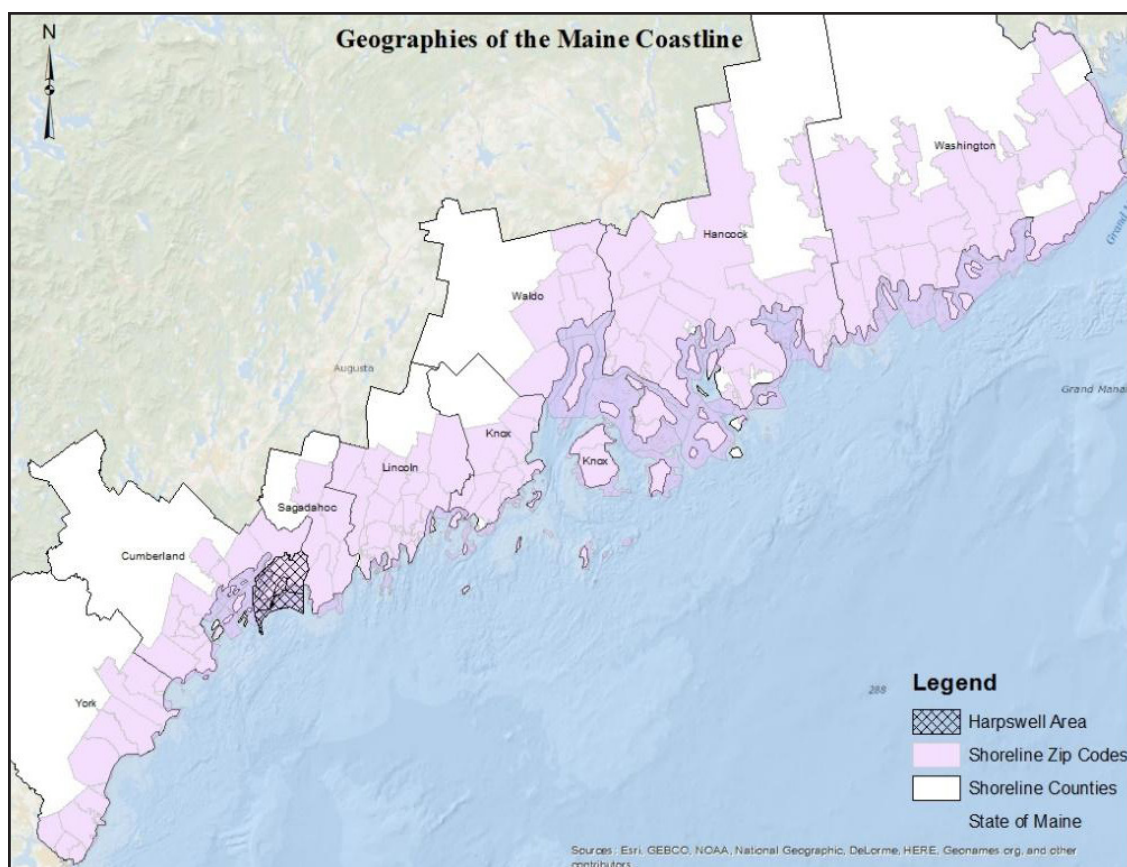 Geographies of the Maine Coastline
N
Washington
Hancock
Waldo
Augusta
Grand Manan
Knox
Knox
Lincoln
Sagadahoc
Cumberland
York
288
Legend
Harpswell Area
Shoreline Zip Codes
Shoreline Counties
State of Maine
Sources: Esri, GEBCO, NOAA, National Geographic, DeLorme, HERE, Geonames.org, and other
contributors